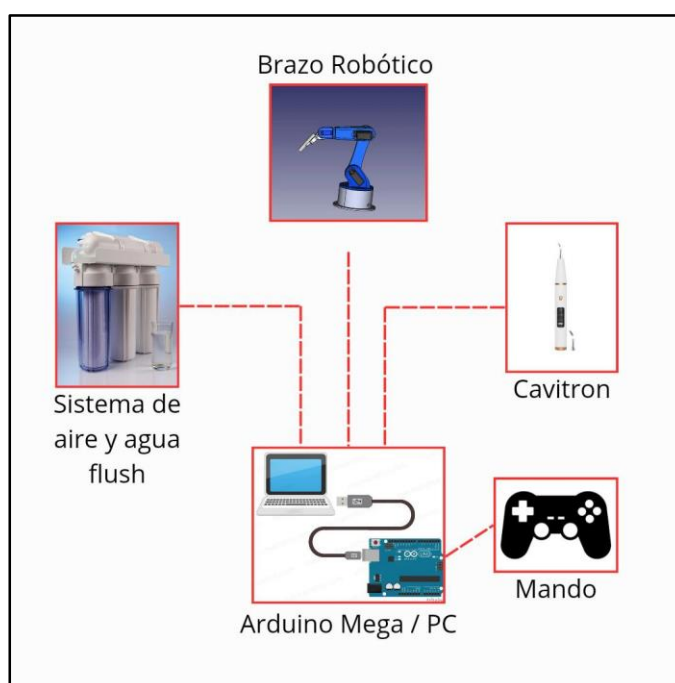 Brazo Robótico
Sistema de
aire y agua
flush
Cavitron
Mando
Arduino Mega / PC